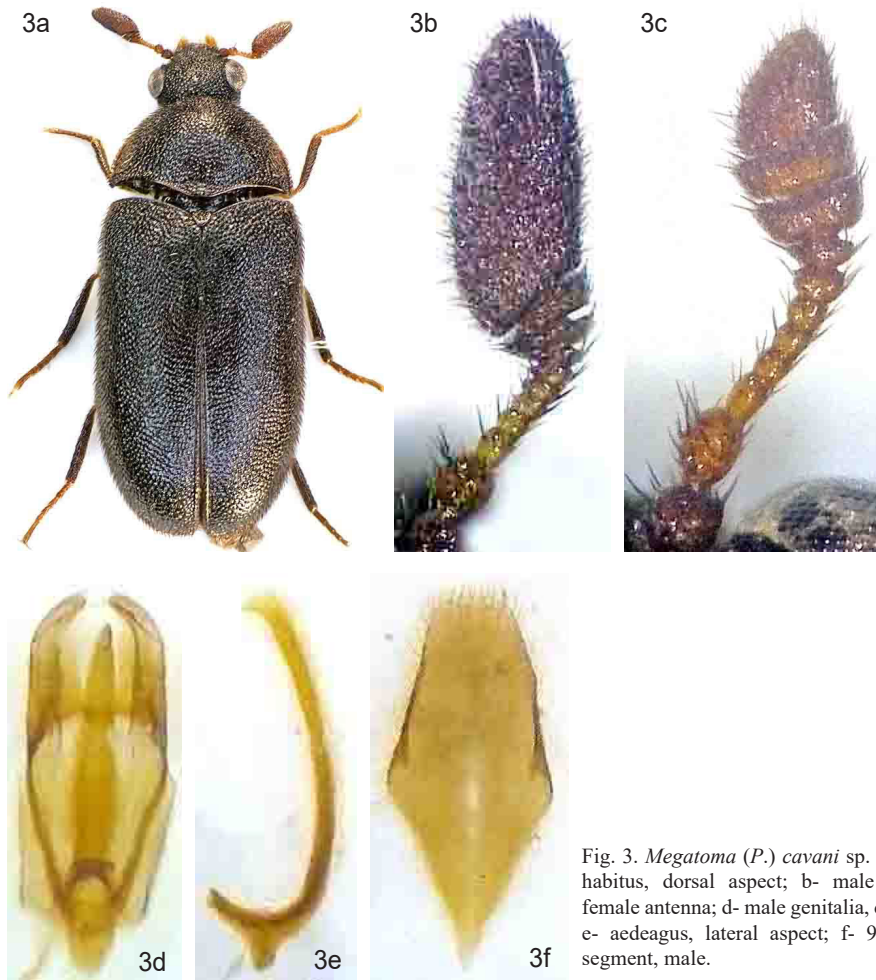 3a
3b
3c
3d
3e
3f
Fig. 3. Megatoma (P.) cavani sp.
habitus, dorsal aspect; b- male
female antenna; d- male genitalia,
e- aedeagus, lateral aspect; f- 9
segment, male.